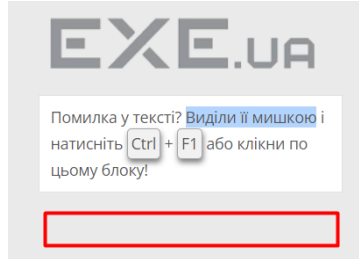 EXE.UA
Помилка у тексті? Виділи її мишкою і
натисніть Ctrl + F1 або клікни по
цьому блоку!